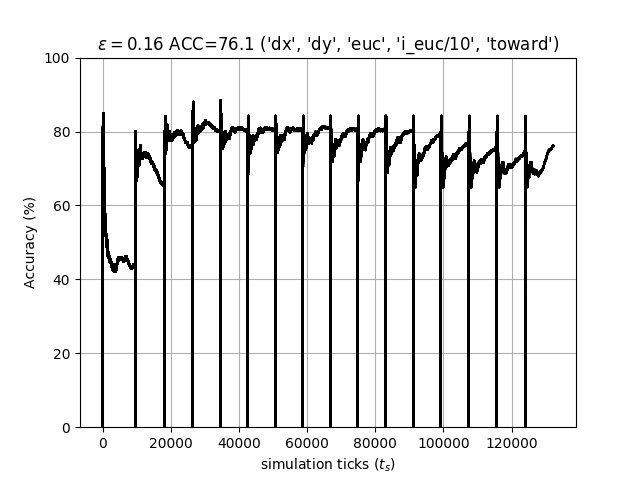 ε = 0.16 ACC=76.1 ('dx', 'dy', 'euc', 'i_euc/10', 'toward')
100
80
60
40
20
0
Accuracy (%)
0 20000 40000 60000 80000 100000 120000
simulation ticks (tₛ)